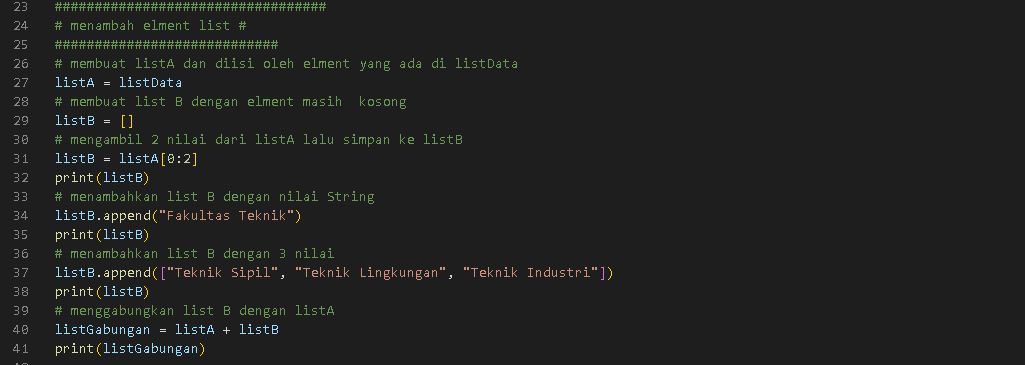 23 ##################################
24 # menambah elment list #
25 ############################
26 # membuat listA dan diisi oleh elment yang ada di listData
27 listA = listData
28 # membuat list B dengan elment masih  kosong
29 listB = []
30 # mengambil 2 nilai dari listA lalu simpan ke listB
31 listB = listA[0:2]
32 print(listB)
33 # menambahkan list B dengan nilai String
34 listB.append("Fakultas Teknik")
35 print(listB)
36 # menambahkan list B dengan 3 nilai
37 listB.append(["Teknik Sipil", "Teknik Lingkungan", "Teknik Industri"])
38 print(listB)
39 # menggabungkan list B dengan listA
40 listGabungan = listA + listB
41 print(listGabungan)